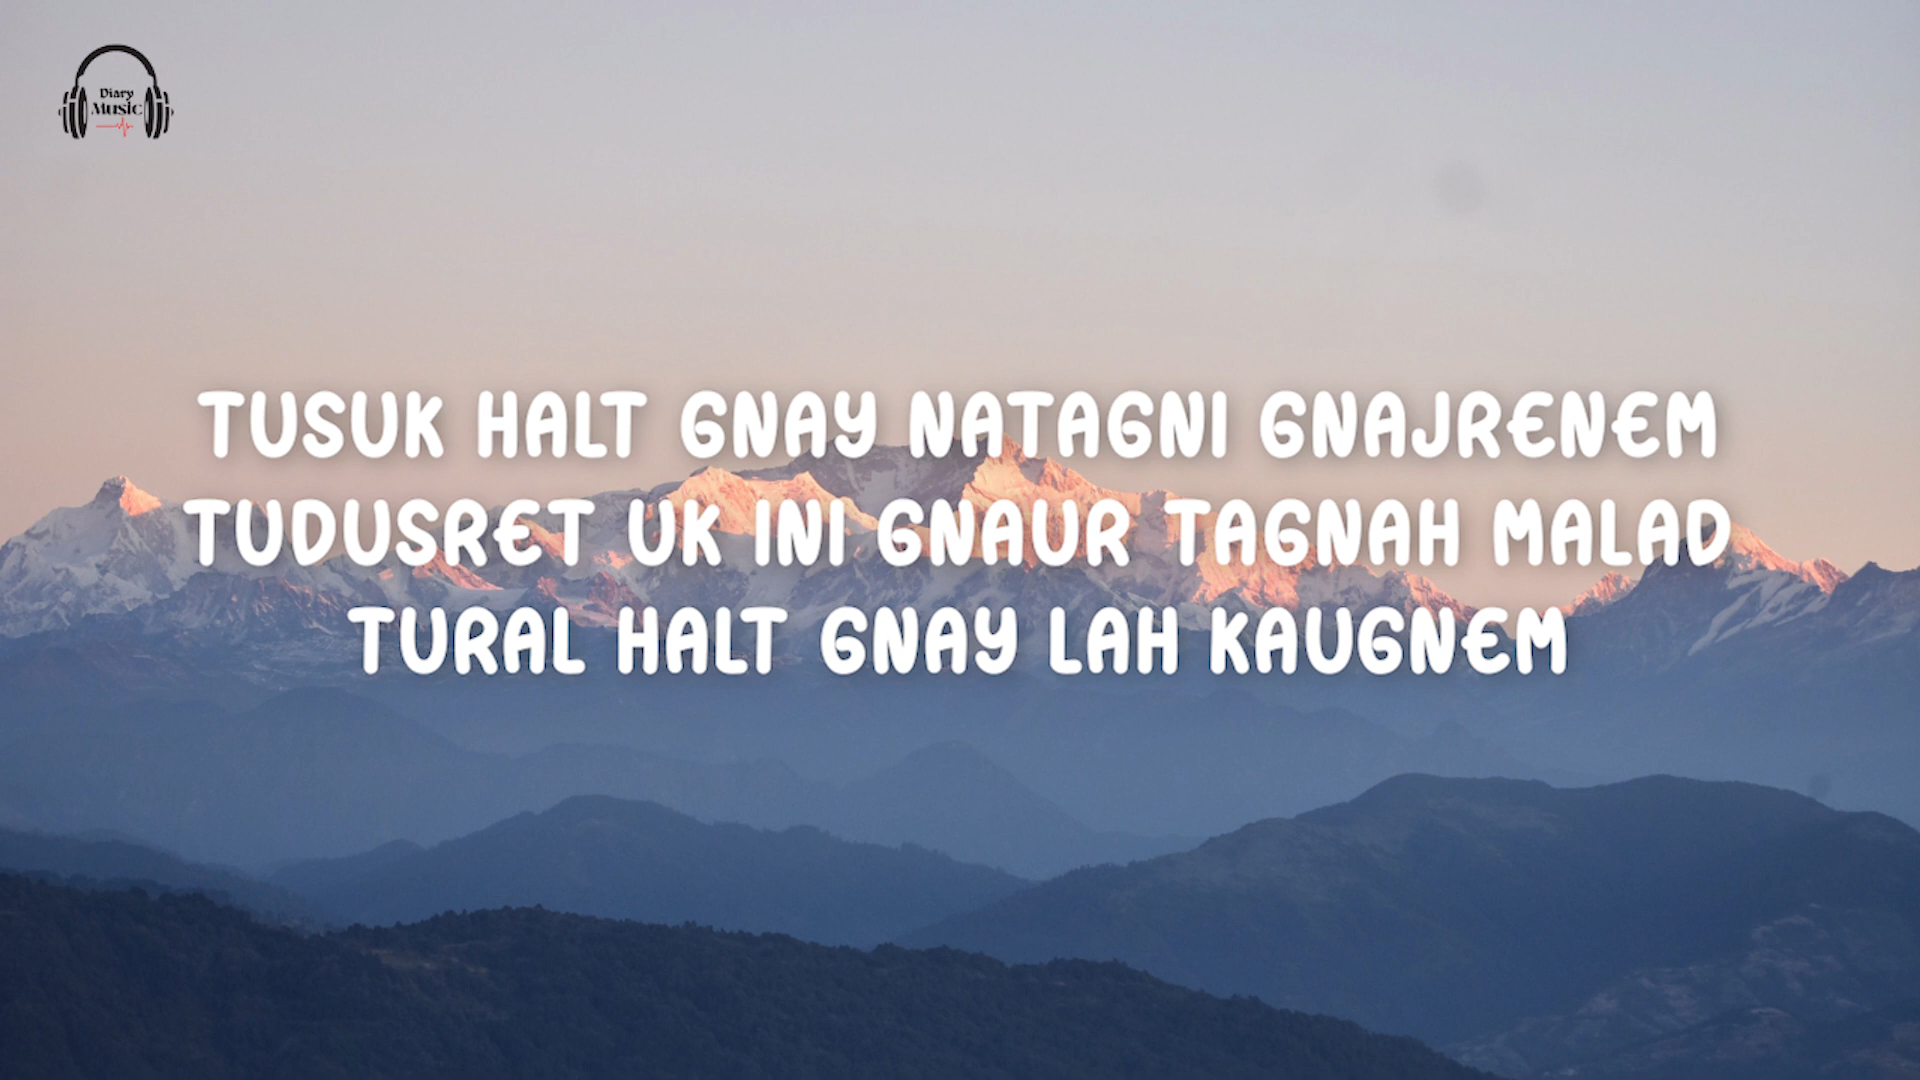 Diary
Music
TUSUK HALT GNAY NATAGNI GNAJRENEM
TUDUSRET UK INI GNAUR TAGNAH MALAD
TURAL HALT GNAY LAH KAUGNEM